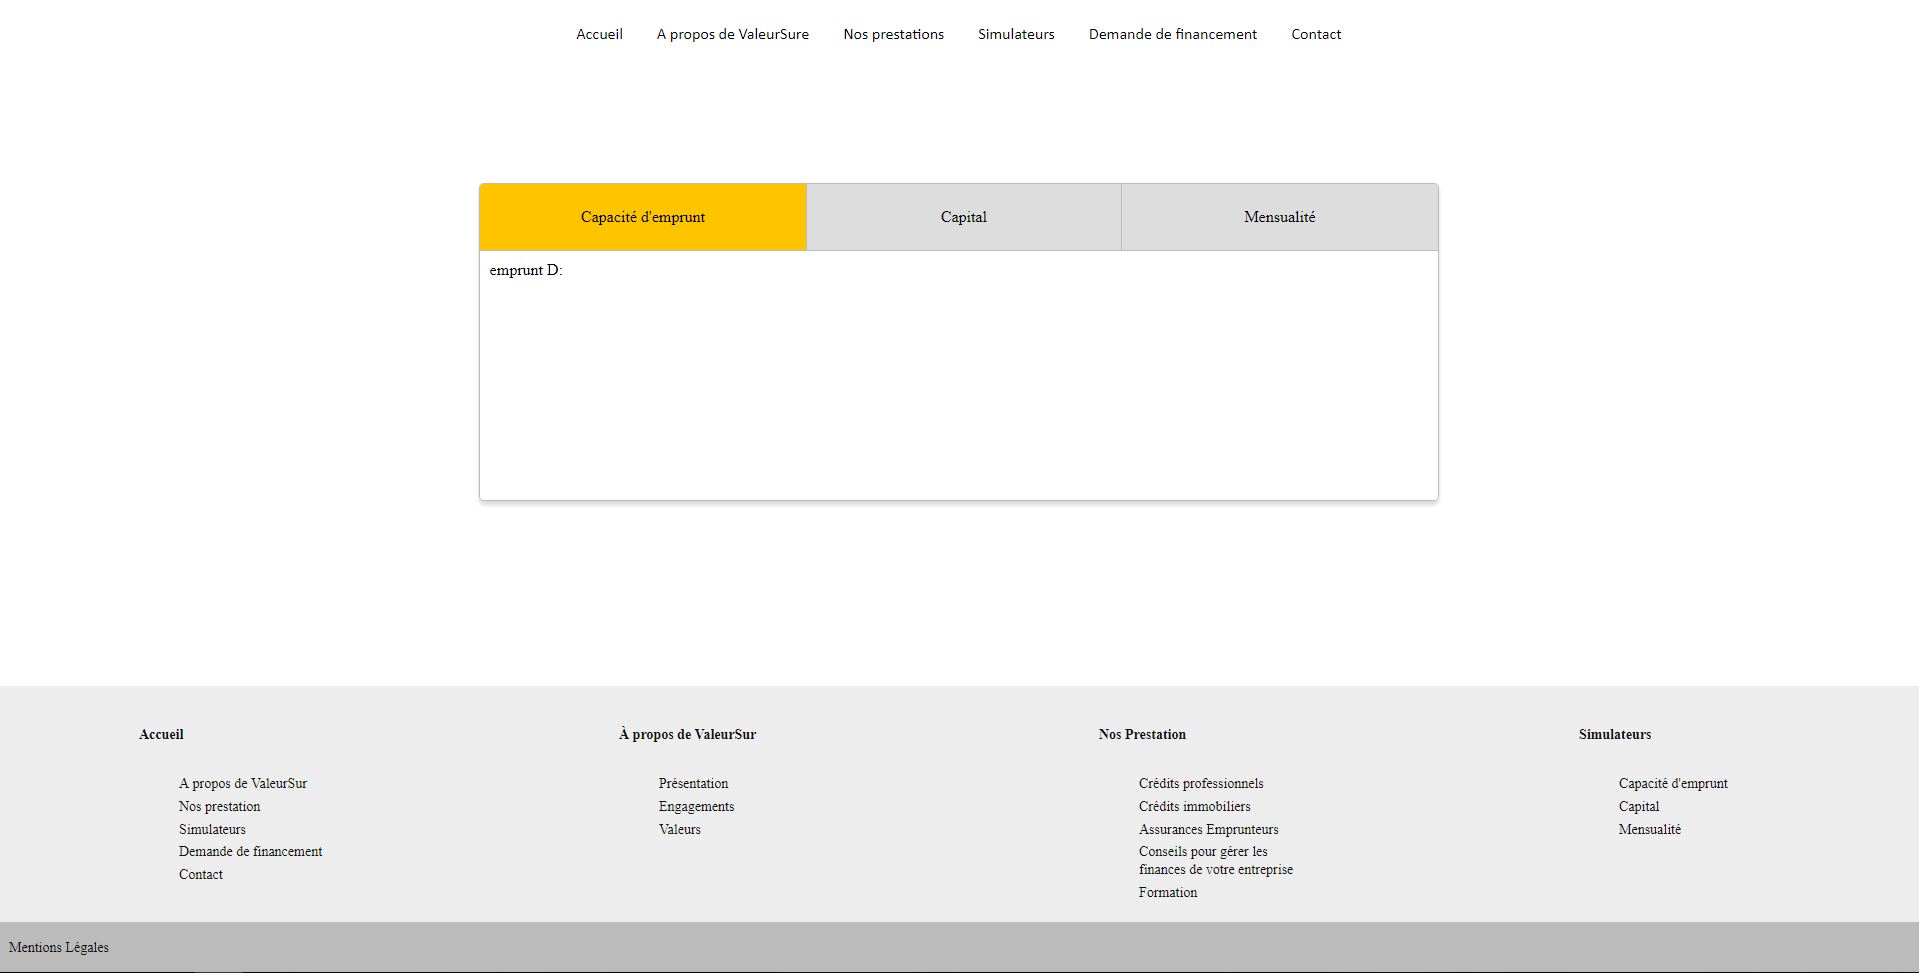 Accueil A propos de ValeurSure Nos prestations Simulateurs Demande de financement Contact
Capacité d'emprunt Capital Mensualité
emprunt D:
Accueil
A propos de ValeurSur
Nos prestation
Simulateurs
Demande de financement
Contact
À propos de ValeurSur
Présentation
Engagements
Valeurs
Nos Prestation
Crédits professionnels
Crédits immobiliers
Assurances Emprunteurs
Conseils pour gérer les
finances de votre entreprise
Formation
Simulateurs
Capacité d'emprunt
Capital
Mensualité
Mentions Légales